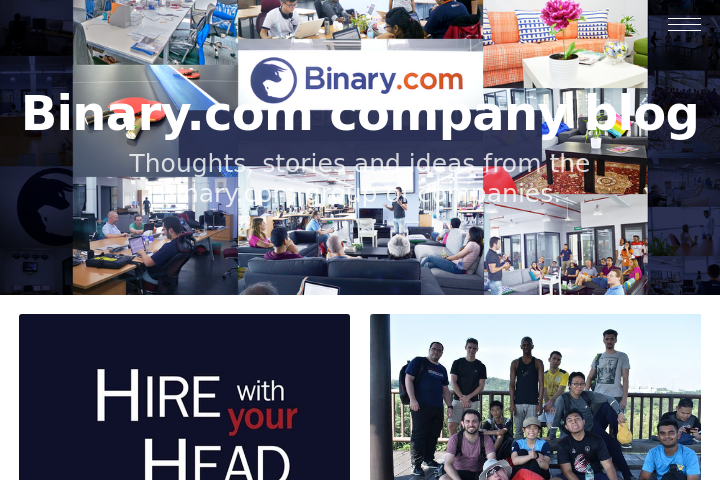 Binary.com
Binary.com company blog
Thoughts, stories and ideas from the
Binary.com group of companies.
HIRE with
your
HEAD